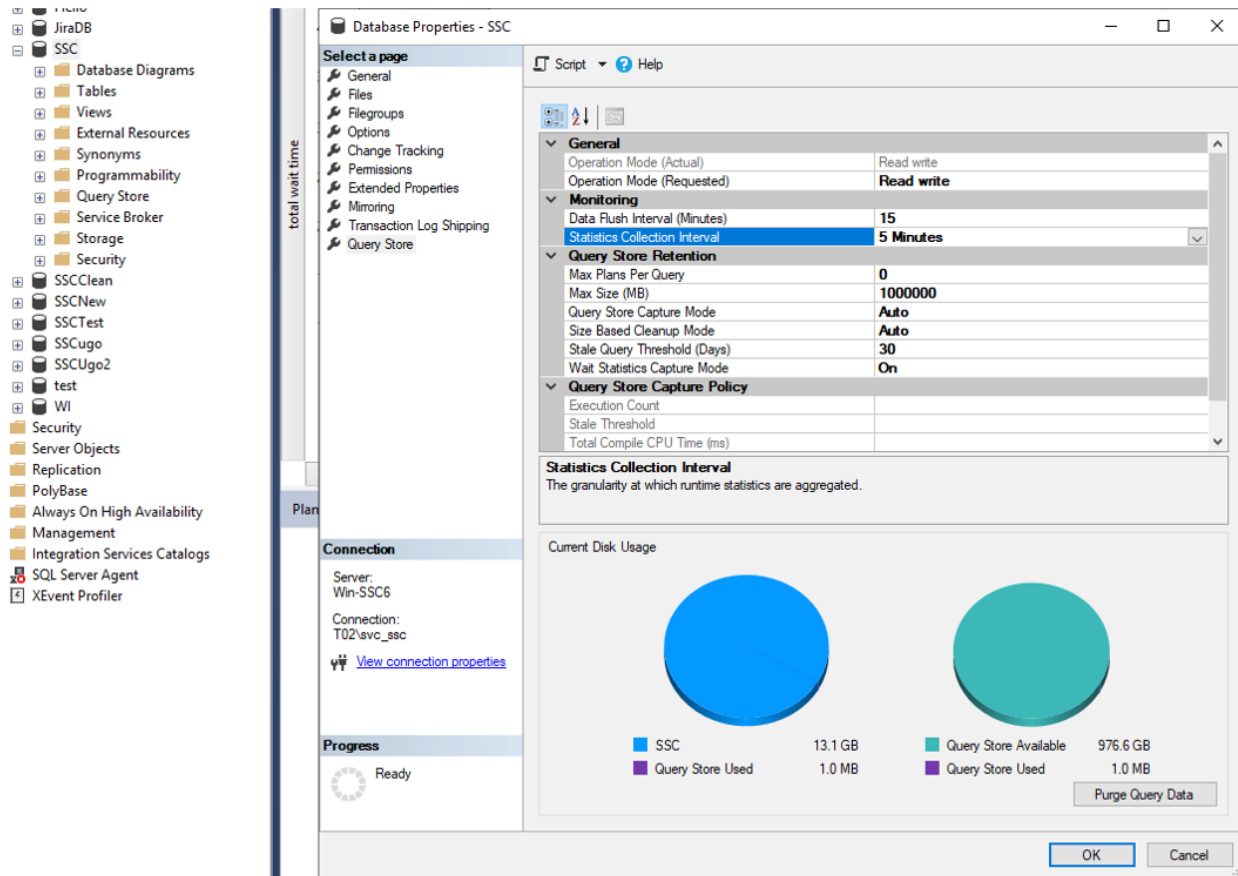 JiraDB
SSC
Database Diagrams
Tables
Views
External Resources
Synonyms
Programmability
Query Store
Service Broker
Storage
Security
SSCClean
SSCNew
SSCTest
SSCugo
SSCUgo2
test
WI
Security
Server Objects
Replication
PolyBase
Always On High Availability
Management
Integration Services Catalogs
SQL Server Agent
XEvent Profiler
total wait time
Plan
Database Properties - SSC
Select a page
General
Files
Filegroups
Options
Change Tracking
Permissions
Extended Properties
Mirroring
Transaction Log Shipping
Query Store
Connection
Server:
Win-SSC6
Connection:
T02\svc_ssc
View connection properties
Progress
Ready
Script Help
General
Operation Mode (Actual) Read write
Operation Mode (Requested) Read write
Monitoring
Data Flush Interval (Minutes) 15
Statistics Collection Interval 5 Minutes
Query Store Retention
Max Plans Per Query 0
Max Size (MB) 1000000
Query Store Capture Mode Auto
Size Based Cleanup Mode Auto
Stale Query Threshold (Days) 30
Wait Statistics Capture Mode On
Query Store Capture Policy
Execution Count
Stale Threshold
Total Compile CPU Time (ms)
Statistics Collection Interval
The granularity at which runtime statistics are aggregated.
Current Disk Usage
SSC 13.1 GB
Query Store Used 1.0 MB
Query Store Available 976.6 GB
Query Store Used 1.0 MB
Purge Query Data
OK Cancel